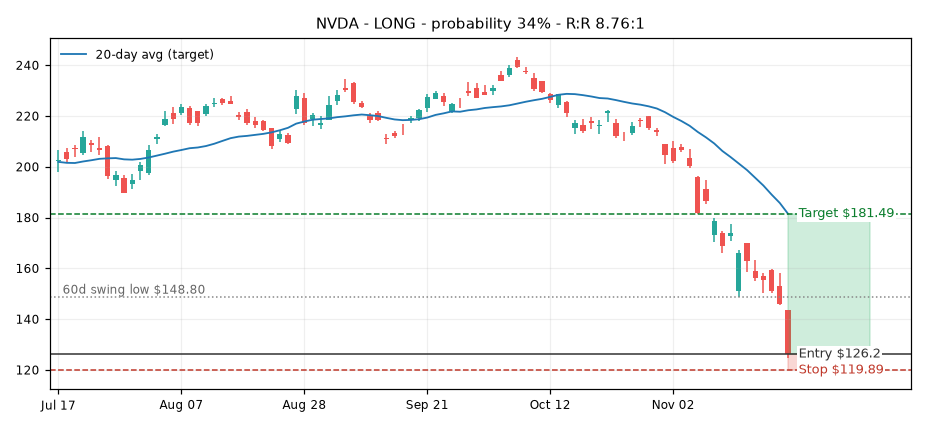 NVDA - LONG - probability 34% - R:R 8.76:1
20-day avg (target)
240
220
200
180
160
140
120
Target $181.49
60d swing low $148.80
Entry $126.2
Stop $119.89
Jul 17
Aug 07
Aug 28
Sep 21
Oct 12
Nov 02